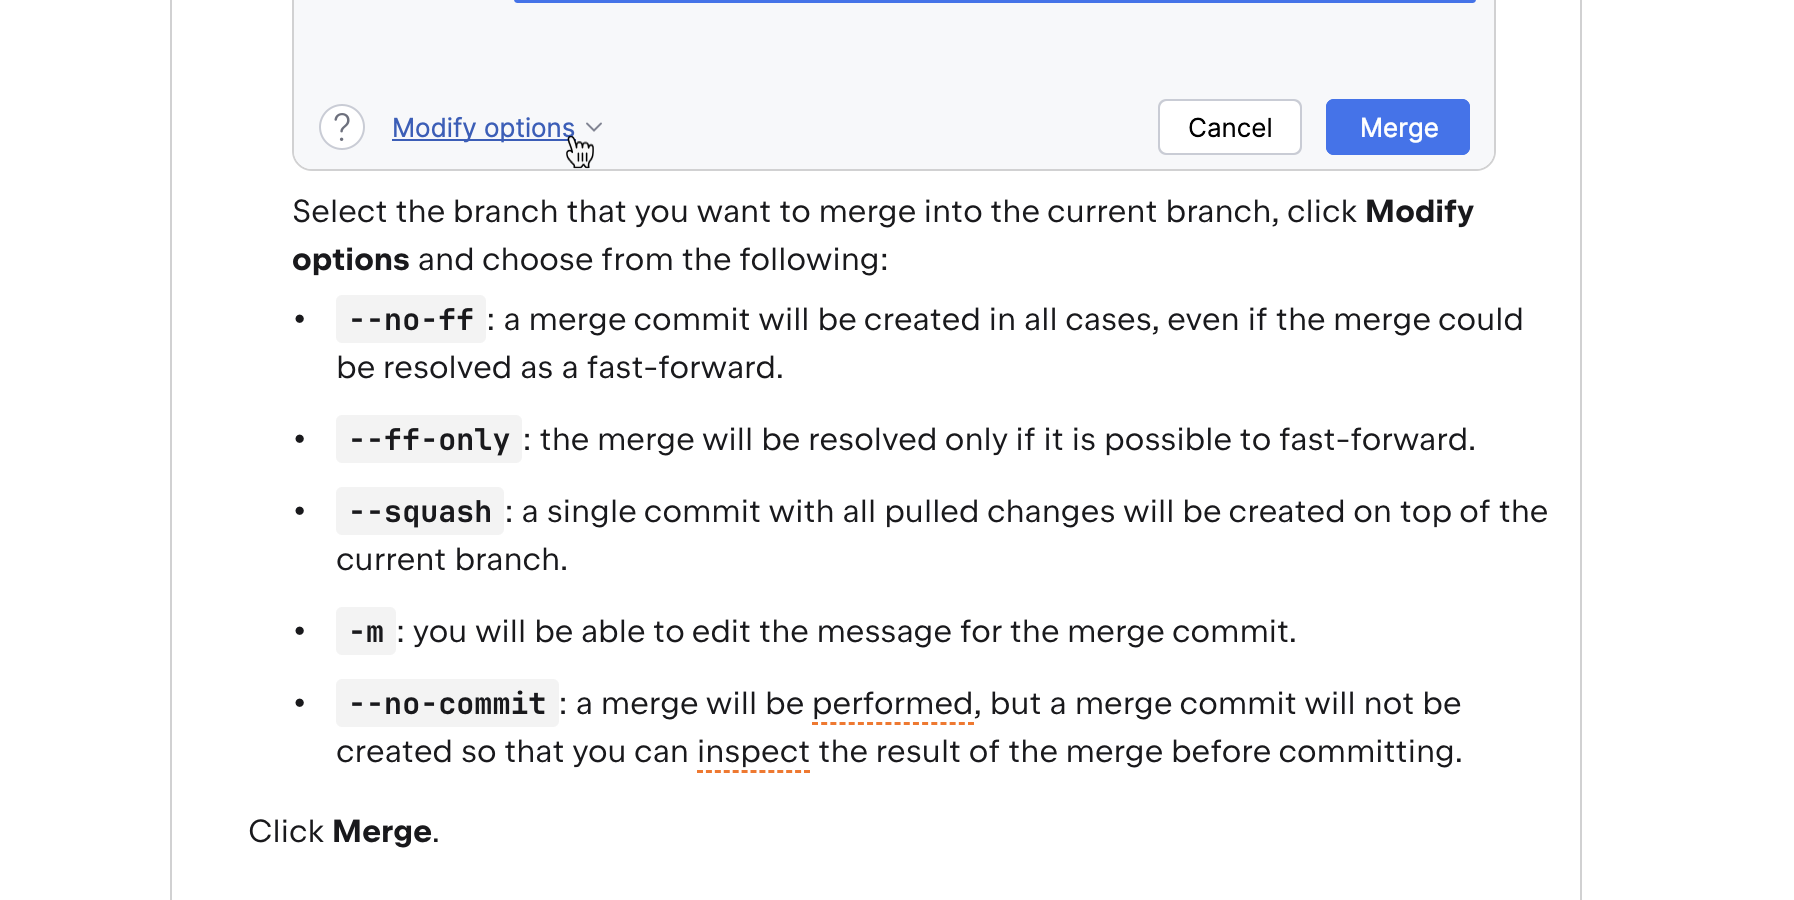 ? Modify options Cancel Merge
Select the branch that you want to merge into the current branch, click Modify
options and choose from the following:
• --no-ff : a merge commit will be created in all cases, even if the merge could
be resolved as a fast-forward.
• --ff-only : the merge will be resolved only if it is possible to fast-forward.
• --squash : a single commit with all pulled changes will be created on top of the
current branch.
• -m : you will be able to edit the message for the merge commit.
• --no-commit : a merge will be performed, but a merge commit will not be
created so that you can inspect the result of the merge before committing.
Click Merge.